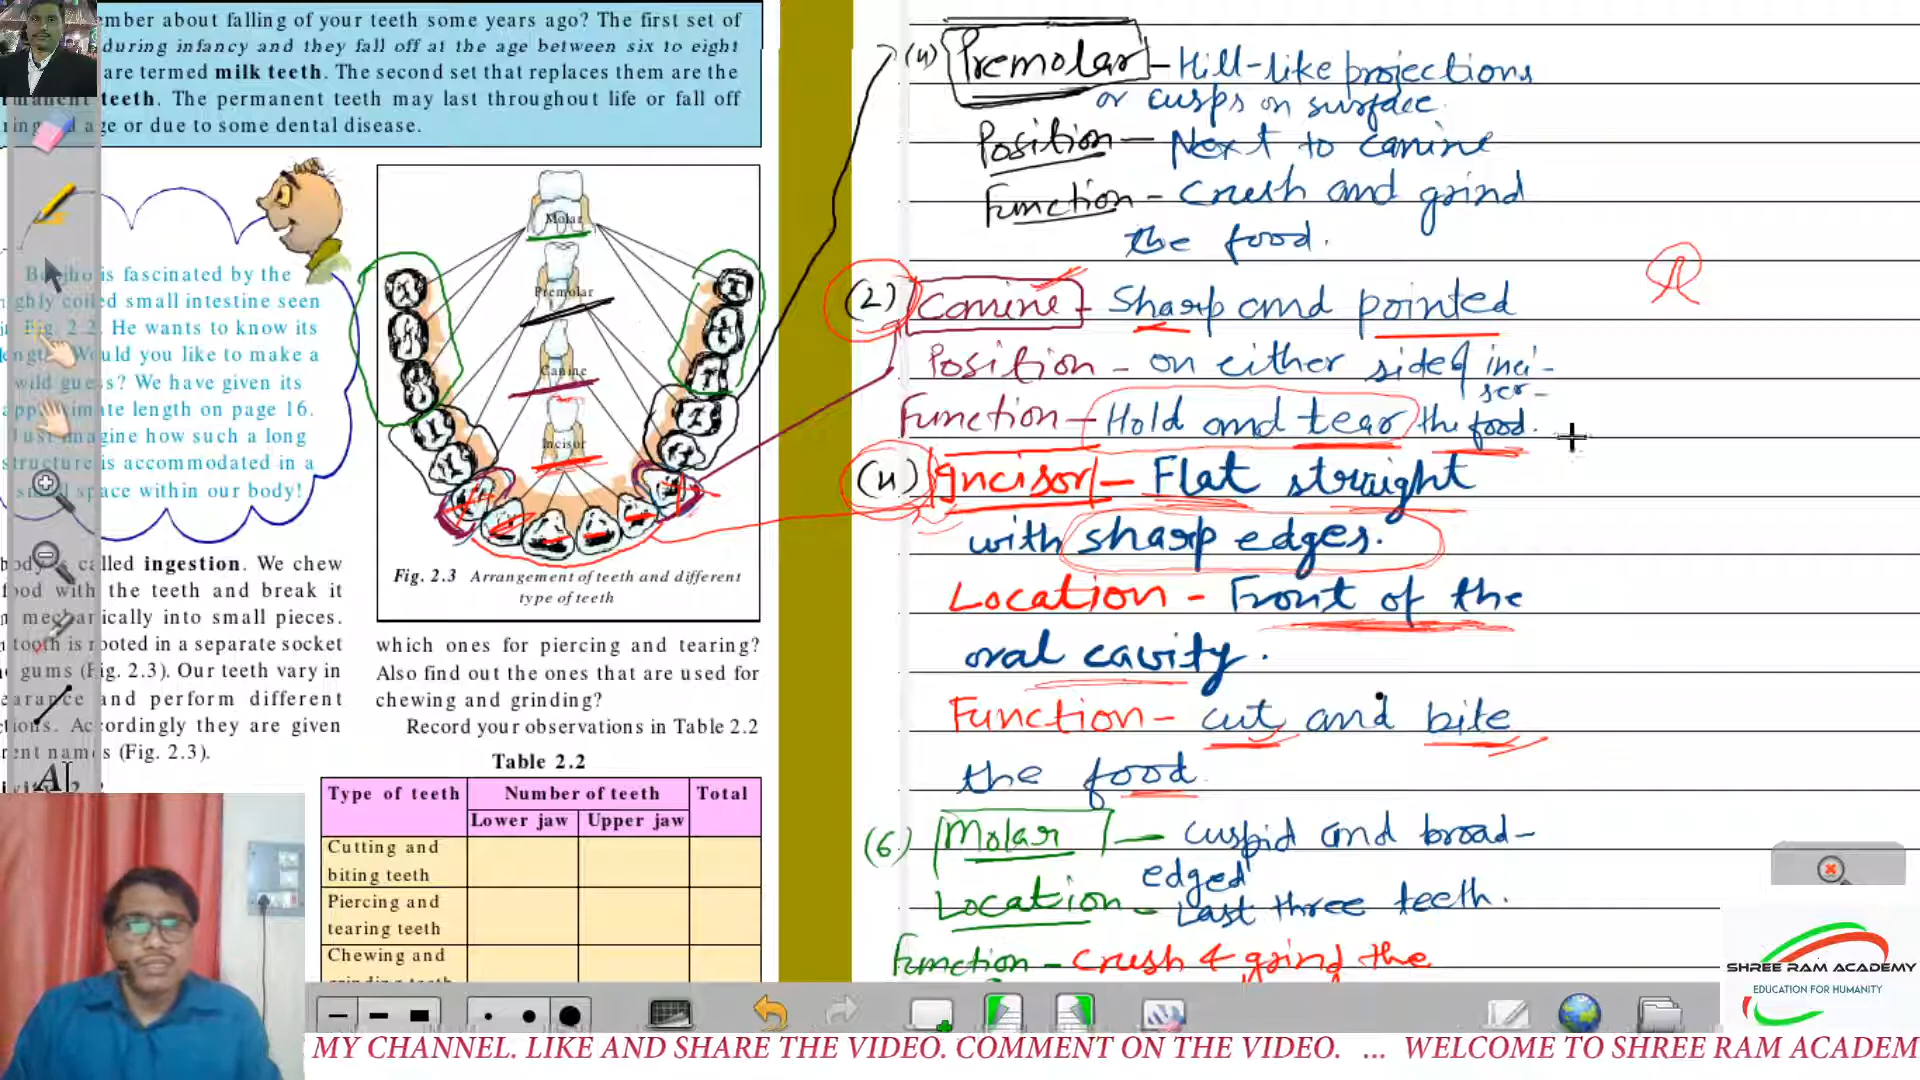 ember about falling of your teeth some years ago? The first set of
during infancy and they fall off at the age between six to eight
are termed milk teeth. The second set that replaces them are the
teeth. The permanent teeth may last throughout life or fall off
age or due to some dental disease.
is fascinated by the
small intestine seen
He wants to know its
Would you like to make a
wild guess? We have given its
length on page 16.
Just imagine how such a long
structure is accommodated in a
space within our body!
Molar
Premolar
Canine
Incisor
Fig. 2.3 Arrangement of teeth and different
type of teeth
called ingestion. We chew
food with the teeth and break it
mechanically into small pieces.
tooth is rooted in a separate socket
gums (Fig. 2.3). Our teeth vary in
and perform different
Accordingly they are given
names (Fig. 2.3).
which ones for piercing and tearing?
Also find out the ones that are used for
chewing and grinding?
Record your observations in Table 2.2
Table 2.2
Type of teeth Number of teeth Total
Lower jaw Upper jaw
Cutting and
biting teeth
Piercing and
tearing teeth
Chewing and
grinding teeth
(4) Premolar - Hill-like projections
or cusps on surface.
Position - Next to canine
Function - Crush and grind
the food.
(2) Canine - Sharp and pointed
Position - on either side of inci-
ser-
Function - Hold and tear the food.
(4) Incisor - Flat straight
with sharp edges.
Location - Front of the
oral cavity.
Function - cut and bite
the food.
(6) Molar - cuspid and broad-
edged
Location - Last three teeth.
Function - Crush & grind the
SHREE RAM ACADEMY
EDUCATION FOR HUMANITY
MY CHANNEL. LIKE AND SHARE THE VIDEO. COMMENT ON THE VIDEO. ... WELCOME TO SHREE RAM ACADEM